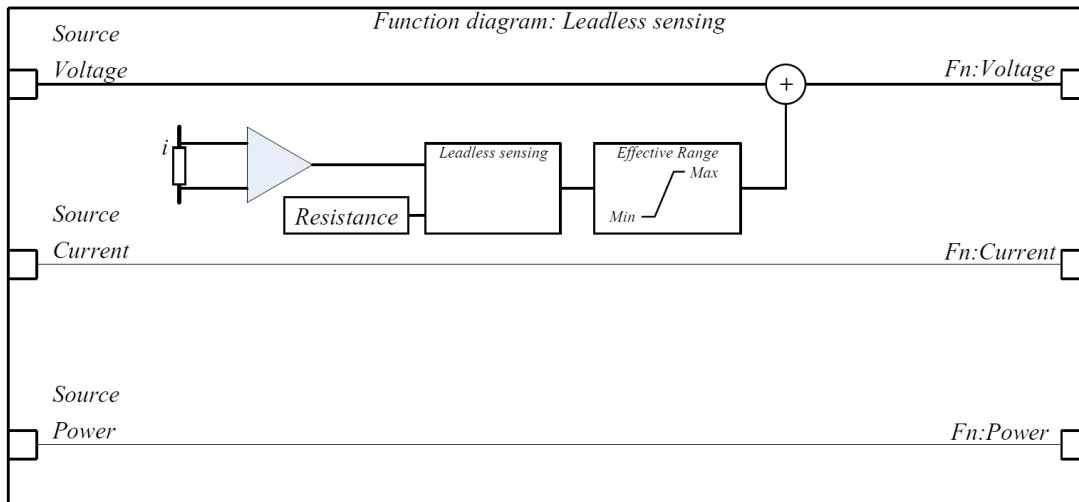 Function diagram: Leadless sensing
Source
Voltage
Fn:Voltage
+
i
Leadless sensing
Effective Range
Max
Min
Resistance
Source
Current
Fn:Current
Source
Power
Fn:Power